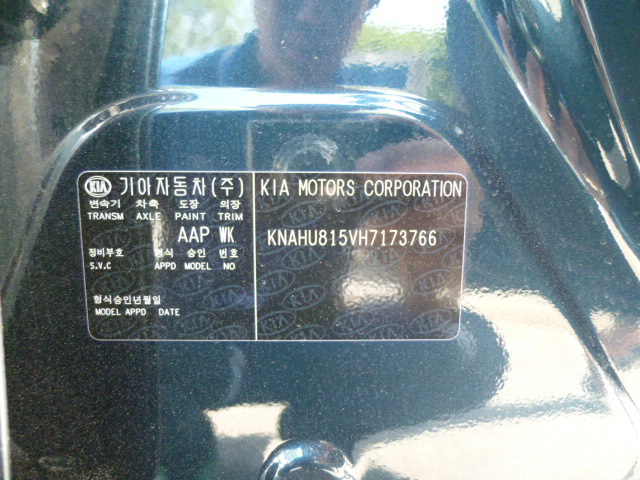 KIA 기아자동차(주) KIA MOTORS CORPORATION
변속기 차축 도장 의장
TRANSM AXLE PAINT TRIM
AAP WK KNAHU815VH7173766
정비부호 형식 승인 번호
S.V.C APPD MODEL NO
형식승인년월일
MODEL APPD DATE